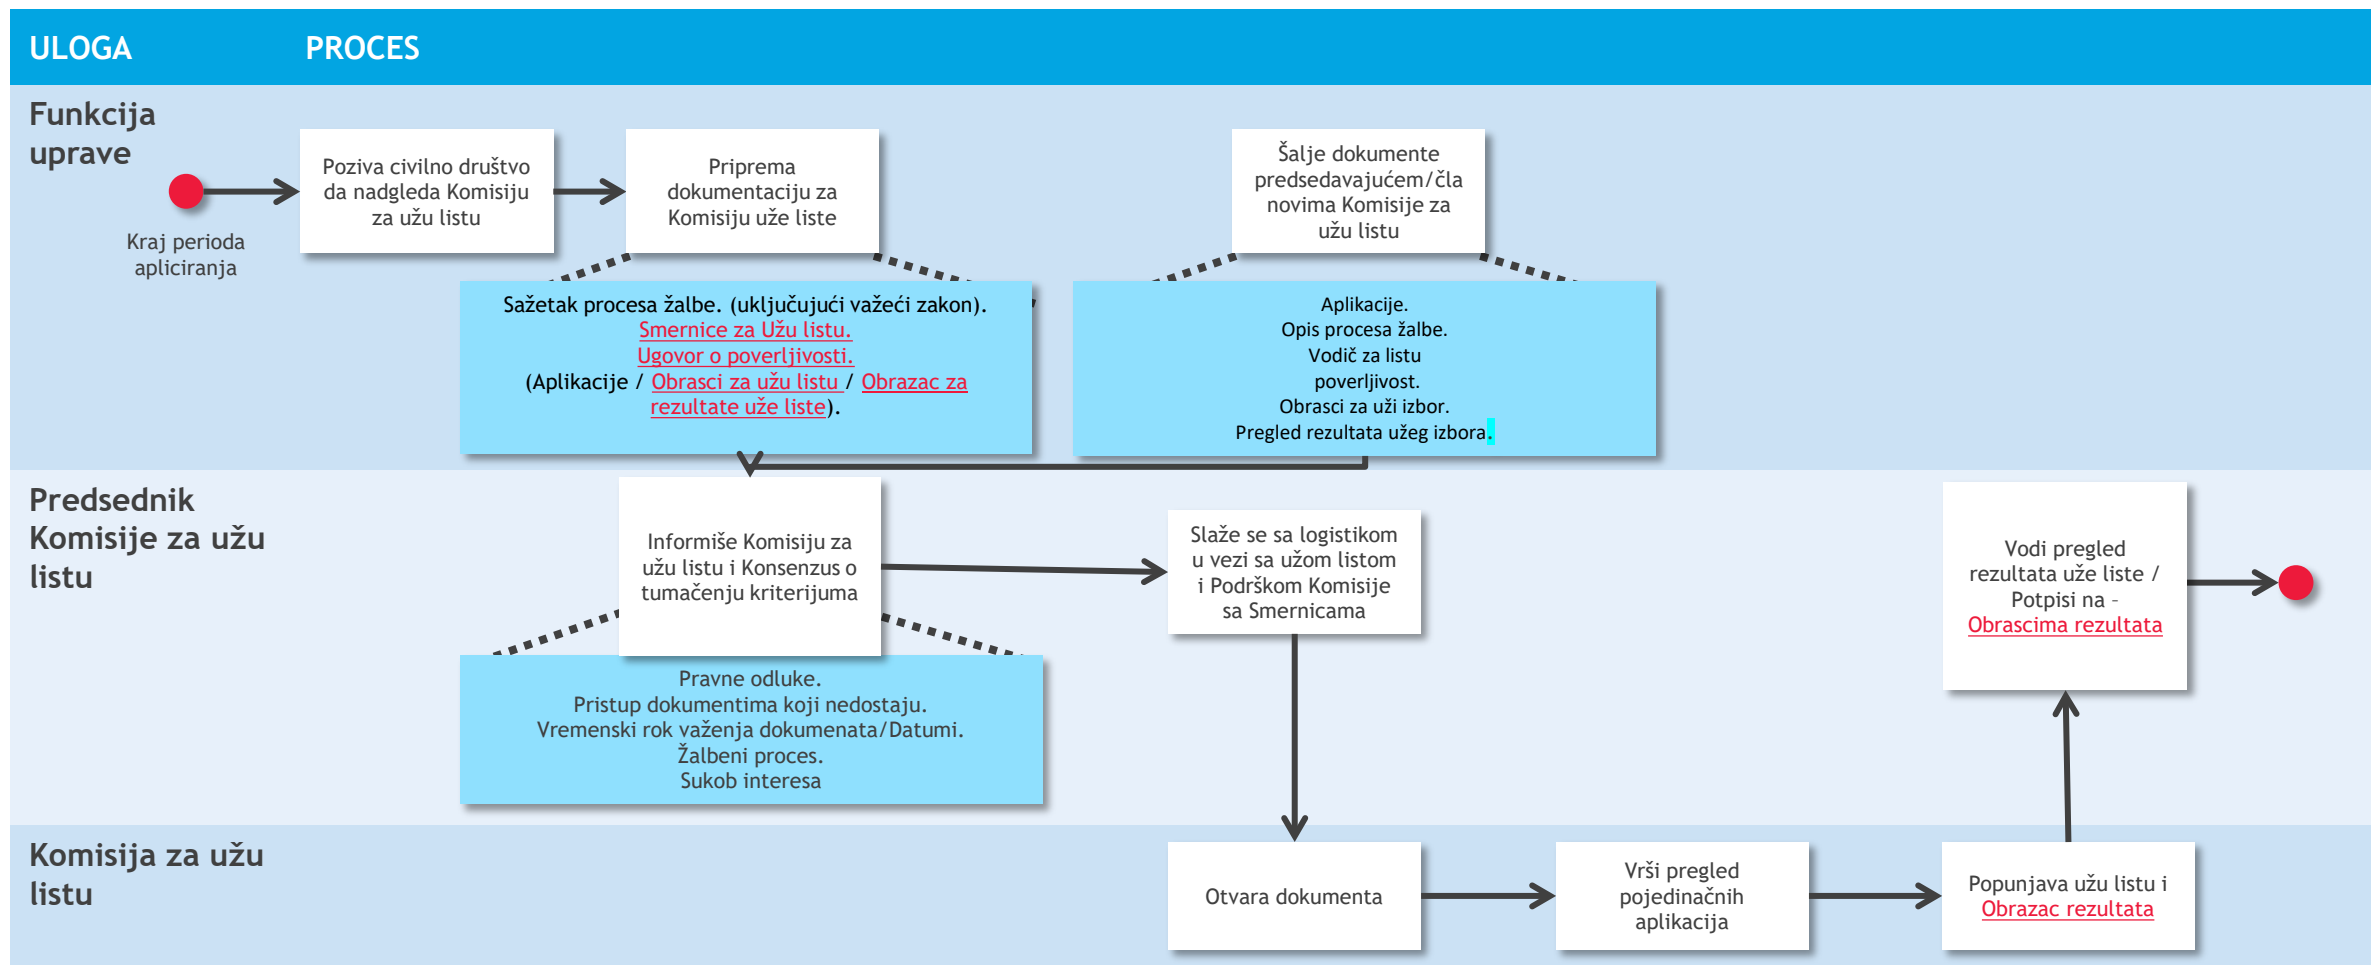 ULOGA
PROCES
Funkcija
uprave
Kraj perioda
apliciranja
Poziva civilno društvo
da nadgleda Komisiju
za užu listu
Priprema
dokumentaciju za
Komisiju uže liste
Šalje dokumente
predsedavajućem/čla
novima Komisije za
užu listu
Sažetak procesa žalbe. (uključujući važeći zakon).
Smernice za Užu listu.
Ugovor o poverljivosti.
(Aplikacije / Obrasci za užu listu / Obrazac za
rezultate uže liste).
Aplikacije.
Opis procesa žalbe.
Vodič za listu
poverljivost.
Obrasci za uži izbor.
Pregled rezultata užeg izbora.
Predsednik
Komisije za užu
listu
Informiše Komisiju za
užu listu i Konsenzus o
tumačenju kriterijuma
Slaže se sa logistikom
u vezi sa užom listom
i Podrškom Komisije
sa Smernicama
Vodi pregled
rezultata uže liste /
Potpisi na –
Obrascima rezultata
Pravne odluke.
Pristup dokumentima koji nedostaju.
Vremenski rok važenja dokumenata/Datumi.
Žalbeni proces.
Sukob interesa
Komisija za užu
listu
Otvara dokumenta
Vrši pregled
pojedinačnih
aplikacija
Popunjava užu listu i
Obrazac rezultata